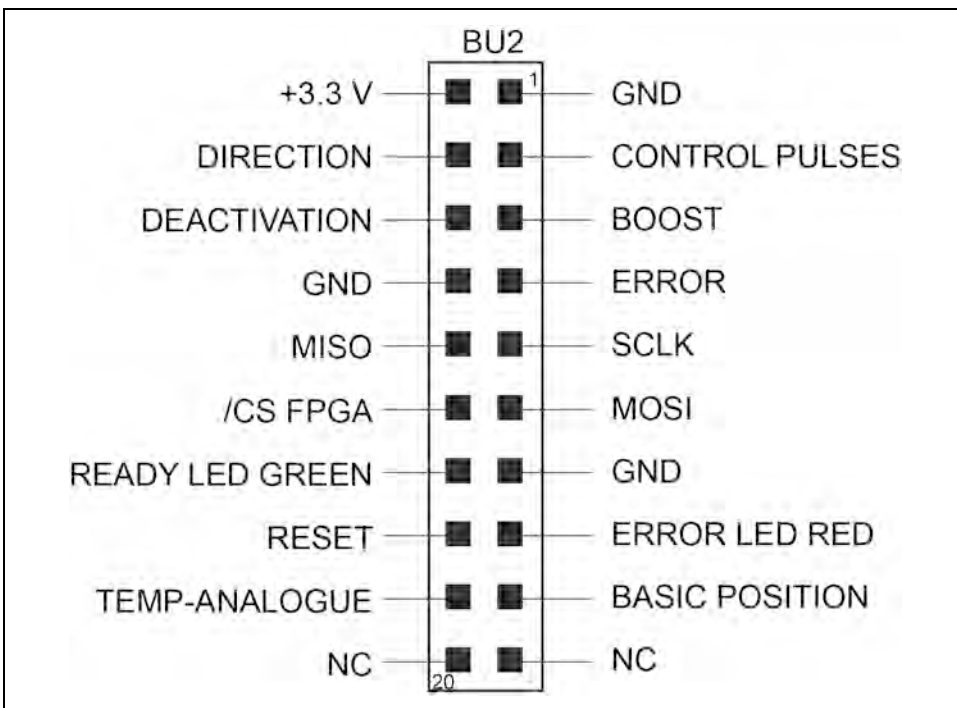 BU2
+3.3 V 1 GND
DIRECTION CONTROL PULSES
DEACTIVATION BOOST
GND ERROR
MISO SCLK
/CS FPGA MOSI
READY LED GREEN GND
RESET ERROR LED RED
TEMP-ANALOGUE BASIC POSITION
NC NC
20